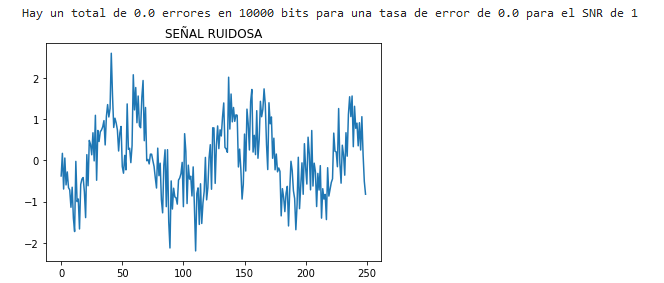 Hay un total de 0.0 errores en 10000 bits para una tasa de error de 0.0 para el SNR de 1
SEÑAL RUIDOSA
2
1
0
−1
−2
0 50 100 150 200 250